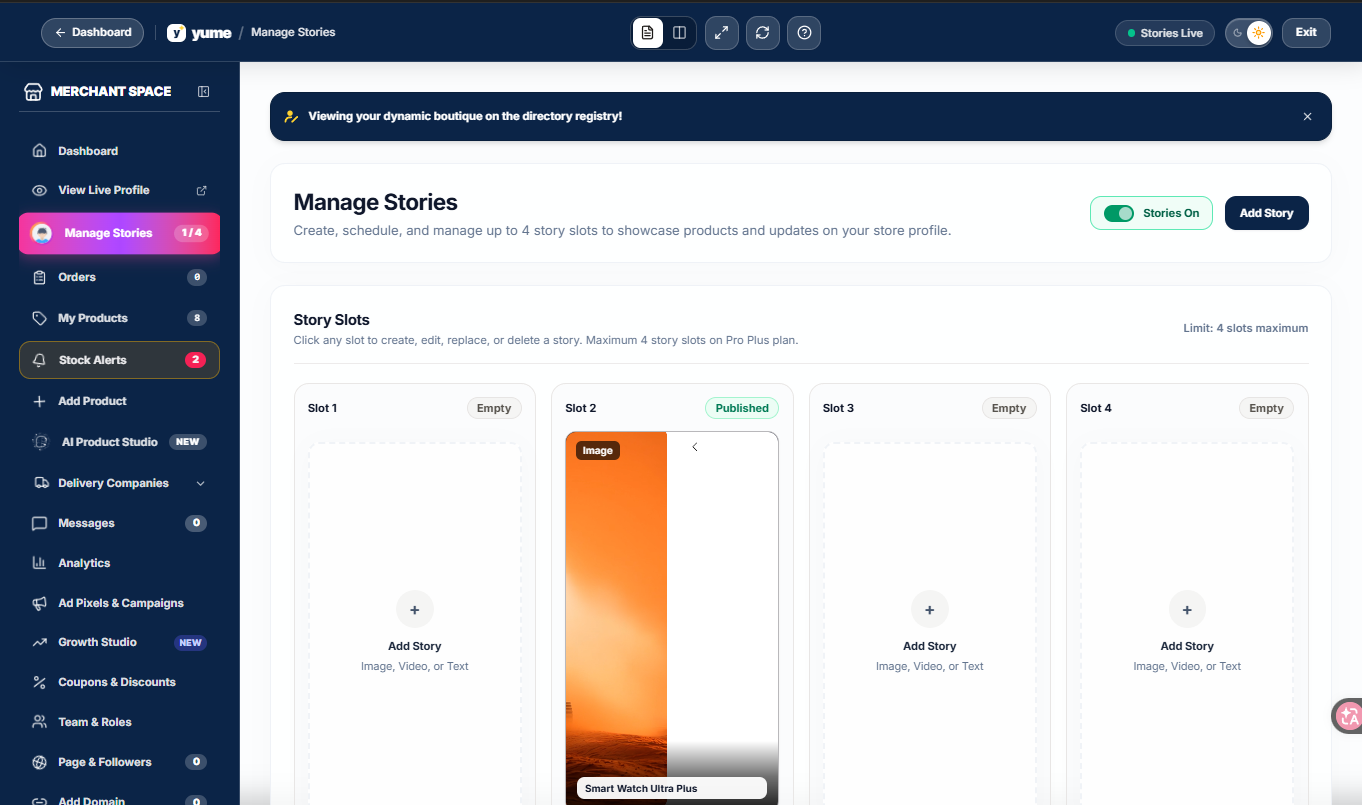 Dashboard
yume / Manage Stories
Stories Live
Exit
MERCHANT SPACE
Dashboard
View Live Profile
Manage Stories 1/4
Orders 0
My Products 8
Stock Alerts 2
Add Product
AI Product Studio NEW
Delivery Companies
Messages 0
Analytics
Ad Pixels & Campaigns
Growth Studio NEW
Coupons & Discounts
Team & Roles
Page & Followers 0
Add Domain 0
Viewing your dynamic boutique on the directory registry!
Manage Stories
Create, schedule, and manage up to 4 story slots to showcase products and updates on your store profile.
Stories On
Add Story
Story Slots
Click any slot to create, edit, replace, or delete a story. Maximum 4 story slots on Pro Plus plan.
Limit: 4 slots maximum
Slot 1 Empty
Add Story
Image, Video, or Text
Slot 2 Published
Image
Smart Watch Ultra Plus
Slot 3 Empty
Add Story
Image, Video, or Text
Slot 4 Empty
Add Story
Image, Video, or Text